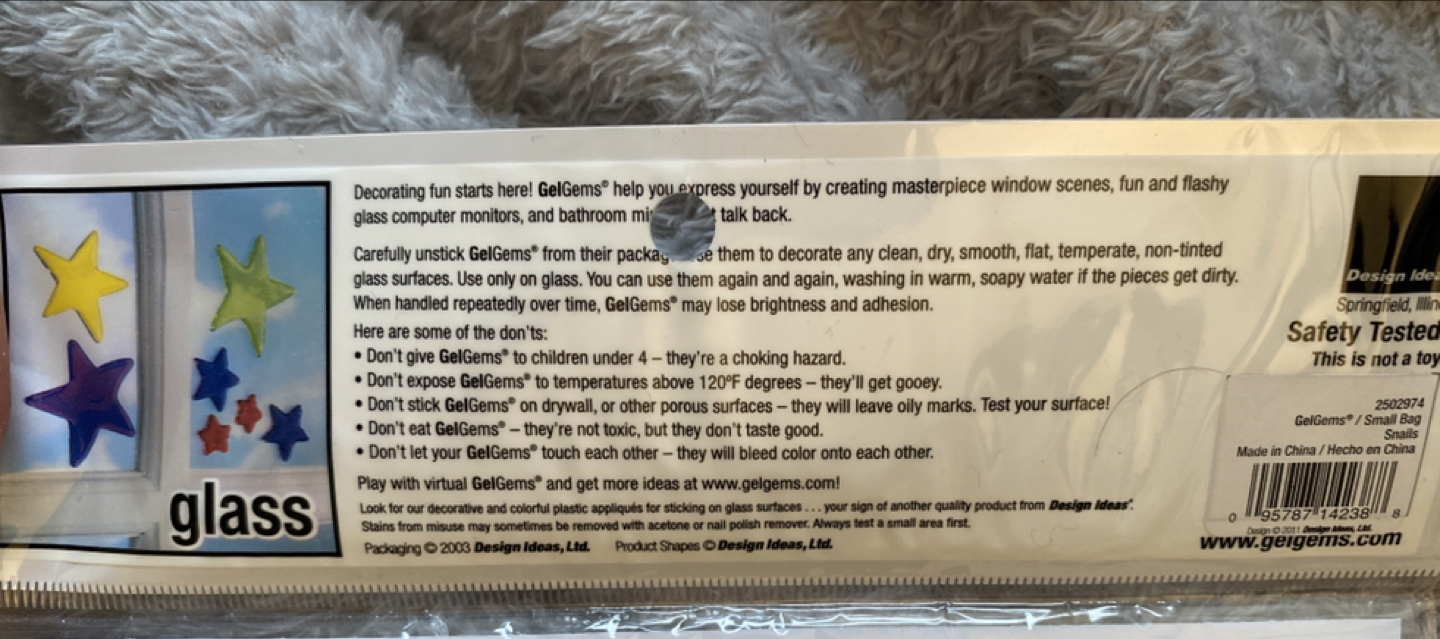 Decorating fun starts here! GelGems® help you express yourself by creating masterpiece window scenes, fun and flashy
glass computer monitors, and bathroom talk back.
Carefully unstick GelGems® from their them to decorate any clean, dry, smooth, flat, temperate, non-tinted
glass surfaces. Use only on glass. You can use them again and again, washing in warm, soapy water if the pieces get dirty.
When handled repeatedly over time, GelGems® may lose brightness and adhesion.
Here are some of the don'ts:
• Don't give GelGems® to children under 4 – they're a choking hazard.
• Don't expose GelGems® to temperatures above 120°F degrees – they'll get gooey.
• Don't stick GelGems® on drywall, or other porous surfaces – they will leave oily marks. Test your surface!
• Don't eat GelGems® – they're not toxic, but they don't taste good.
• Don't let your GelGems® touch each other – they will bleed color onto each other.
Play with virtual GelGems® and get more ideas at www.gelgems.com!
Look for our decorative and colorful plastic appliqués for sticking on glass surfaces . . . your sign of another quality product from Design Ideas®.
Stains from misuse may sometimes be removed with acetone or nail polish remover. Always test a small area first.
Packaging © 2003 Design Ideas, Ltd. Product Shapes © Design Ideas, Ltd.
glass
Design
Springfield,
Safety Tested
This is not a toy
2502974
GelGems® / Small Bag
Snails
Made in China / Hecho en China
0 95787 14238 8
Design © 2011 Design Ideas, Ltd.
www.gelgems.com